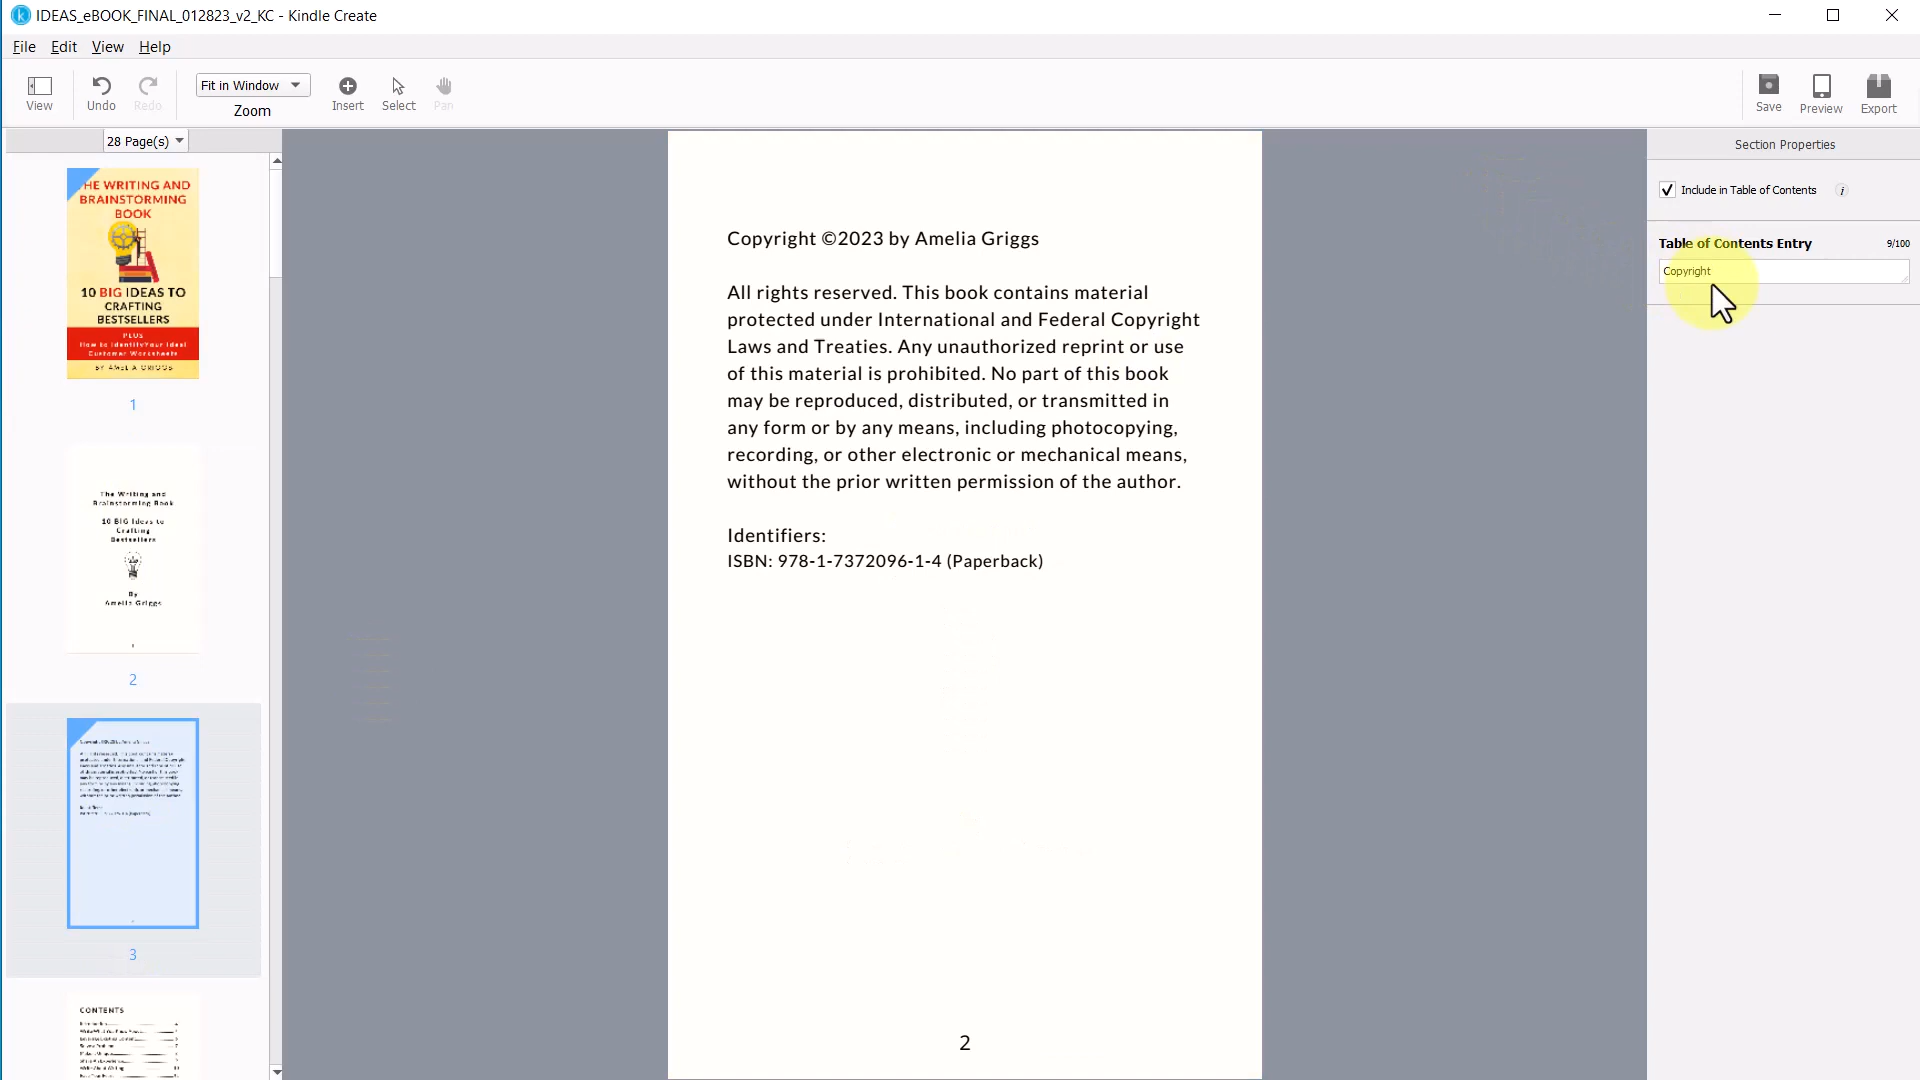 IDEAS_eBOOK_FINAL_012823_v2_KC - Kindle Create
File Edit View Help
View Undo Redo Fit in Window Zoom Insert Select Pan Save Preview Export
28 Page(s)
THE WRITING AND
BRAINSTORMING
BOOK
10 BIG IDEAS TO
CRAFTING
BESTSELLERS
PLUS
How to Identify Your Ideal
Customer Worksheets
BY AMELIA GRIGGS
1
The Writing and
Brainstorming Book
10 BIG Ideas to
Crafting
Bestsellers
By
Amelia Griggs
2
3
CONTENTS
Copyright ©2023 by Amelia Griggs
All rights reserved. This book contains material
protected under International and Federal Copyright
Laws and Treaties. Any unauthorized reprint or use
of this material is prohibited. No part of this book
may be reproduced, distributed, or transmitted in
any form or by any means, including photocopying,
recording, or other electronic or mechanical means,
without the prior written permission of the author.
Identifiers:
ISBN: 978-1-7372096-1-4 (Paperback)
2
Section Properties
Include in Table of Contents i
Table of Contents Entry 9/100
Copyright